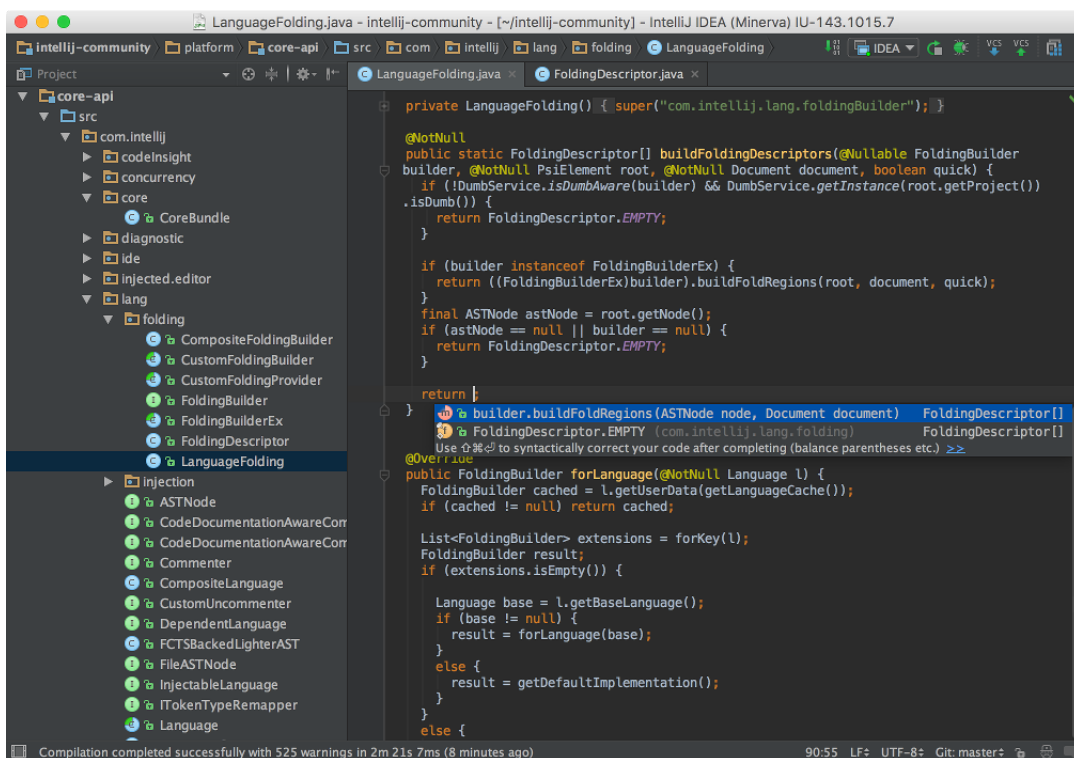 LanguageFolding.java - intellij-community - [~/intellij-community] - IntelliJ IDEA (Minerva) IU-143.1015.7
intellij-community platform core-api src com intellij lang folding LanguageFolding IDEA VCS VCS
Project
LanguageFolding.java FoldingDescriptor.java
core-api
src
com.intellij
codeInsight
concurrency
core
CoreBundle
diagnostic
ide
injected.editor
lang
folding
CompositeFoldingBuilder
CustomFoldingBuilder
CustomFoldingProvider
FoldingBuilder
FoldingBuilderEx
FoldingDescriptor
LanguageFolding
injection
ASTNode
CodeDocumentationAwareCom
CodeDocumentationAwareCom
Commenter
CompositeLanguage
CustomUncommenter
DependentLanguage
FCTSBackedLighterAST
FileASTNode
InjectableLanguage
ITokenTypeRemapper
Language
private LanguageFolding() { super("com.intellij.lang.foldingBuilder"); }
@NotNull
public static FoldingDescriptor[] buildFoldingDescriptors(@Nullable FoldingBuilder
builder, @NotNull PsiElement root, @NotNull Document document, boolean quick) {
if (!DumbService.isDumbAware(builder) && DumbService.getInstance(root.getProject())
.isDumb()) {
return FoldingDescriptor.EMPTY;
}
if (builder instanceof FoldingBuilderEx) {
return ((FoldingBuilderEx)builder).buildFoldRegions(root, document, quick);
}
final ASTNode astNode = root.getNode();
if (astNode == null || builder == null) {
return FoldingDescriptor.EMPTY;
}
return ;
}
builder.buildFoldRegions(ASTNode node, Document document) FoldingDescriptor[]
FoldingDescriptor.EMPTY (com.intellij.lang.folding) FoldingDescriptor[]
Use ⇧⌘⏎ to syntactically correct your code after completing (balance parentheses etc.) >>
@Override
public FoldingBuilder forLanguage(@NotNull Language l) {
FoldingBuilder cached = l.getUserData(getLanguageCache());
if (cached != null) return cached;
List<FoldingBuilder> extensions = forKey(l);
FoldingBuilder result;
if (extensions.isEmpty()) {
Language base = l.getBaseLanguage();
if (base != null) {
result = forLanguage(base);
}
else {
result = getDefaultImplementation();
}
}
else {
Compilation completed successfully with 525 warnings in 2m 21s 7ms (8 minutes ago) 90:55 LF÷ UTF-8÷ Git: master÷